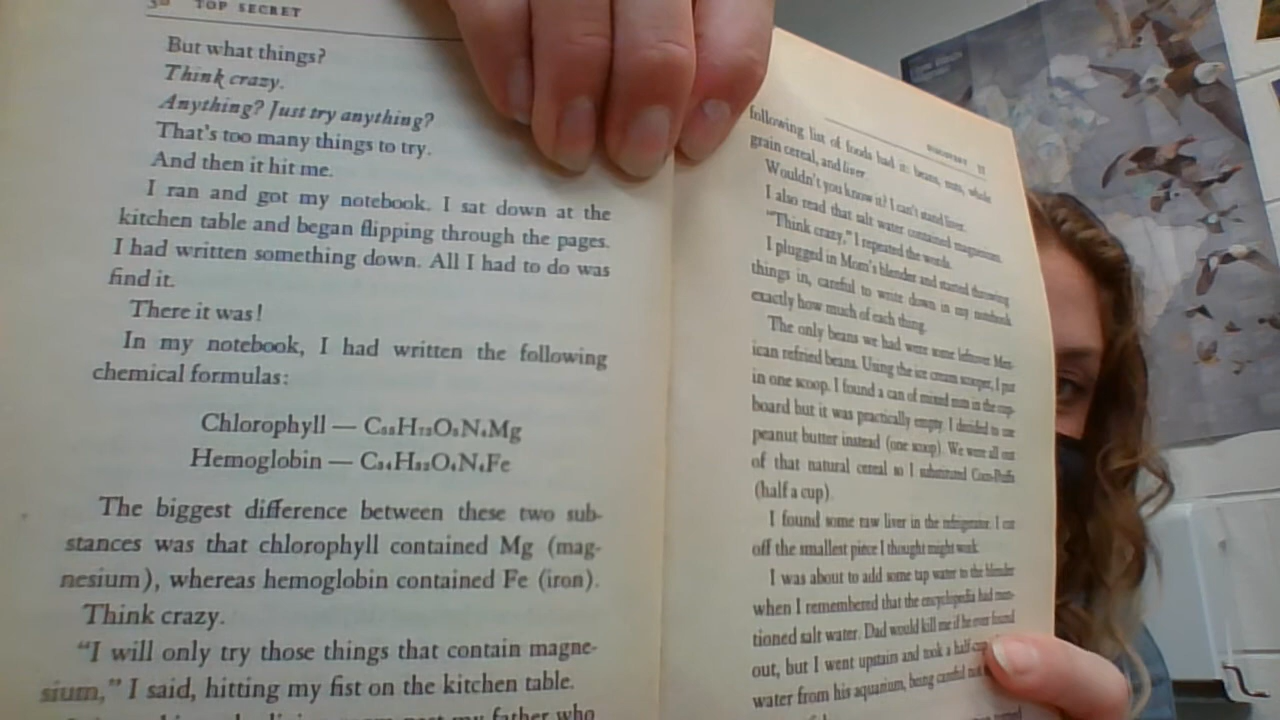 TOP SECRET
But what things?
Think crazy.
Anything? Just try anything?
That's too many things to try.
And then it hit me.
I ran and got my notebook. I sat down at the
kitchen table and began flipping through the pages.
I had written something down. All I had to do was
find it.
There it was!
In my notebook, I had written the following
chemical formulas:
Chlorophyll — C₅₅H₇₂O₅N₄Mg
Hemoglobin — C₃₄H₃₂O₄N₄Fe
The biggest difference between these two sub-
stances was that chlorophyll contained Mg (mag-
nesium), whereas hemoglobin contained Fe (iron).
Think crazy.
"I will only try those things that contain magne-
sium," I said, hitting my fist on the kitchen table.
my father who
following list of foods had it: beans, nuts, whole
grain cereal, and liver.
Wouldn't you know it? I can't stand liver.
I also read that salt water contained magnesium.
"Think crazy," I repeated the words.
I plugged in Mom's blender and started throwing
things in, careful to write down in my notebook
exactly how much of each thing.
The only beans we had were some leftover Mex-
ican refried beans. Using the ice cream scooper, I put
in one scoop. I found a can of mixed nuts in the cup-
board but it was practically empty. I decided to use
peanut butter instead (one scoop). We were all out
of that natural cereal so I substituted Corn-Puffs
(half a cup).
I found some raw liver in the refrigerator. I cut
off the smallest piece I thought might work.
I was about to add some tap water to the blender
when I remembered that the encyclopedia had men-
tioned salt water. Dad would kill me if he ever found
out, but I went upstairs and took a half-cup
water from his aquarium, being careful not